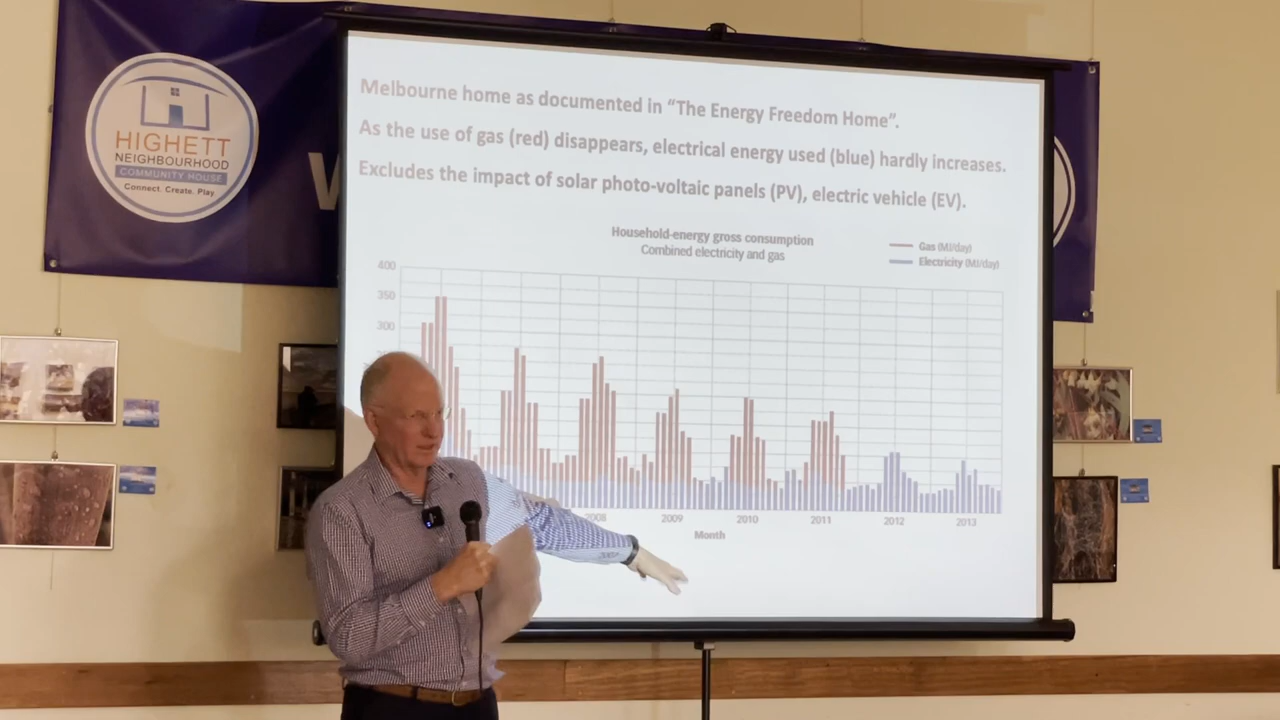 HIGHETT
NEIGHBOURHOOD
COMMUNITY HOUSE
Connect. Create. Play.
Melbourne home as documented in “The Energy Freedom Home”.
As the use of gas (red) disappears, electrical energy used (blue) hardly increases.
Excludes the impact of solar photo-voltaic panels (PV), electric vehicle (EV).
Household-energy gross consumption
Combined electricity and gas
Gas (MJ/day)
Electricity (MJ/day)
400
350
300
2008 2009 2010 2011 2012 2013
Month